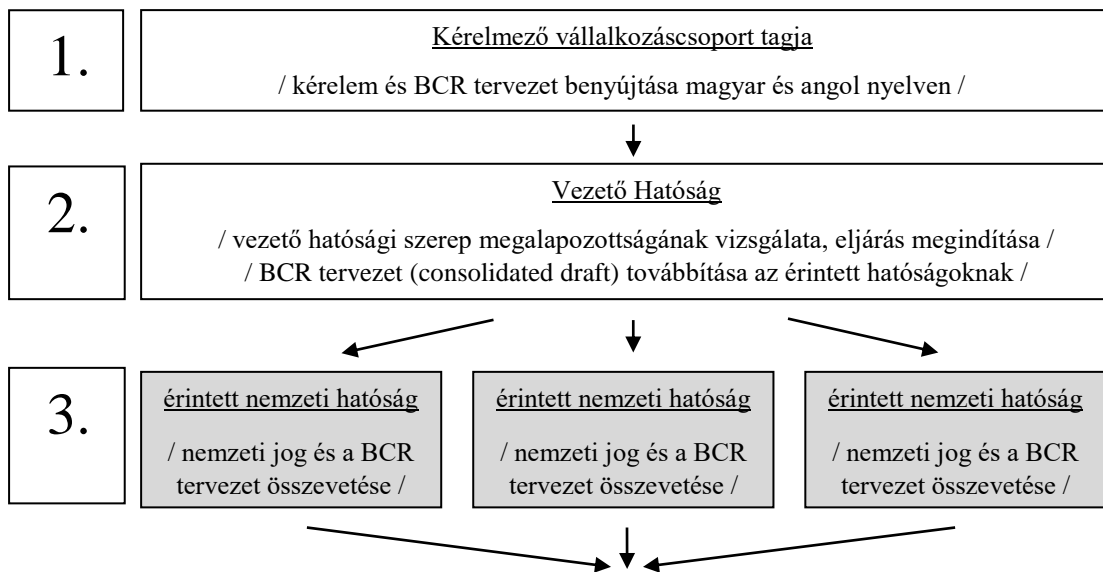 1.
Kérelmező vállalkozáscsoport tagja
/ kérelem és BCR tervezet benyújtása magyar és angol nyelven /
2.
Vezető Hatóság
/ vezető hatósági szerep megalapozottságának vizsgálata, eljárás megindítása /
/ BCR tervezet (consolidated draft) továbbítása az érintett hatóságoknak /
3.
érintett nemzeti hatóság
/ nemzeti jog és a BCR
tervezet összevetése /
érintett nemzeti hatóság
/ nemzeti jog és a BCR
tervezet összevetése /
érintett nemzeti hatóság
/ nemzeti jog és a BCR
tervezet összevetése /